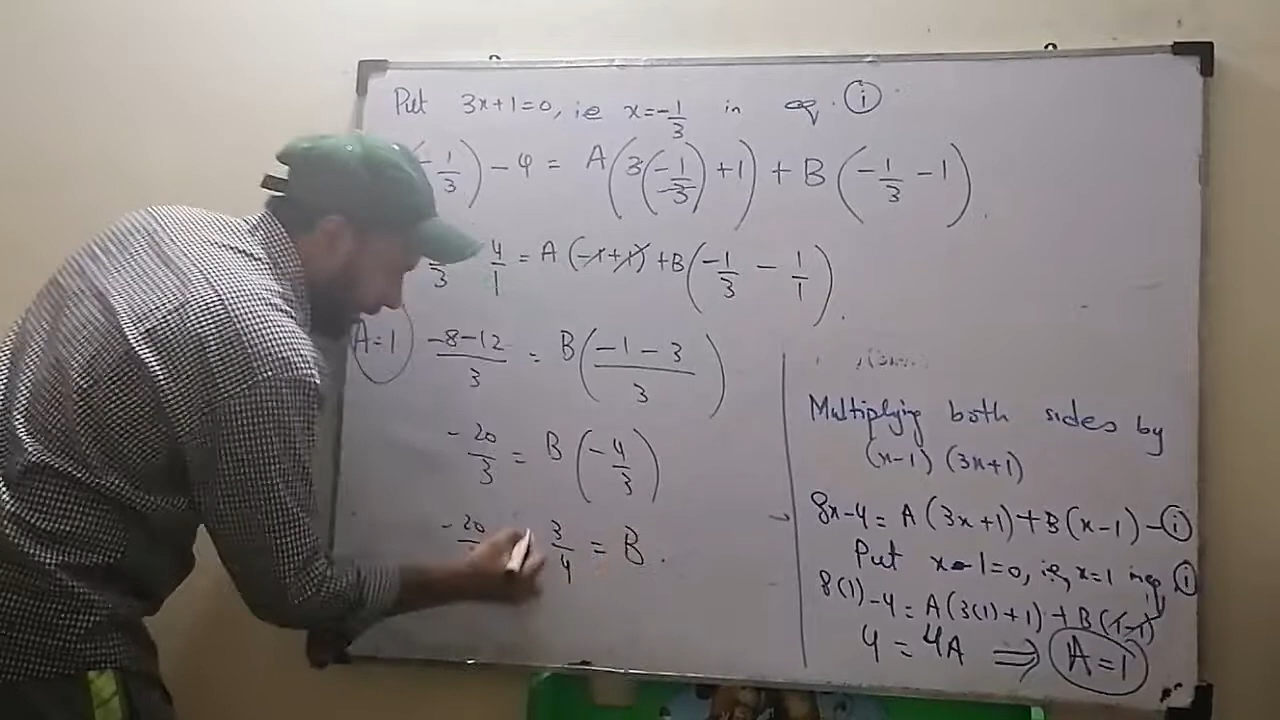 Put 3x+1=0, ie x=-1/3 in eq. (i)
-1/3) - 4 = A(3(-1/3)+1) + B(-1/3 - 1)
/3 4/1 = A(-1+1) + B(-1/3 - 1/1).
A=1 (-8-12)/3 = B((-1-3)/3)
-20/3 = B(-4/3)
-20 3/4 = B.
Multiplying both sides by
(x-1) (3x+1)
8x-4 = A(3x+1)+B(x-1) - (i)
Put x-1=0, ie, x=1 in eq (i)
8(1)-4 = A(3(1)+1) + B(1-1)
4 = 4A ⇒ A=1